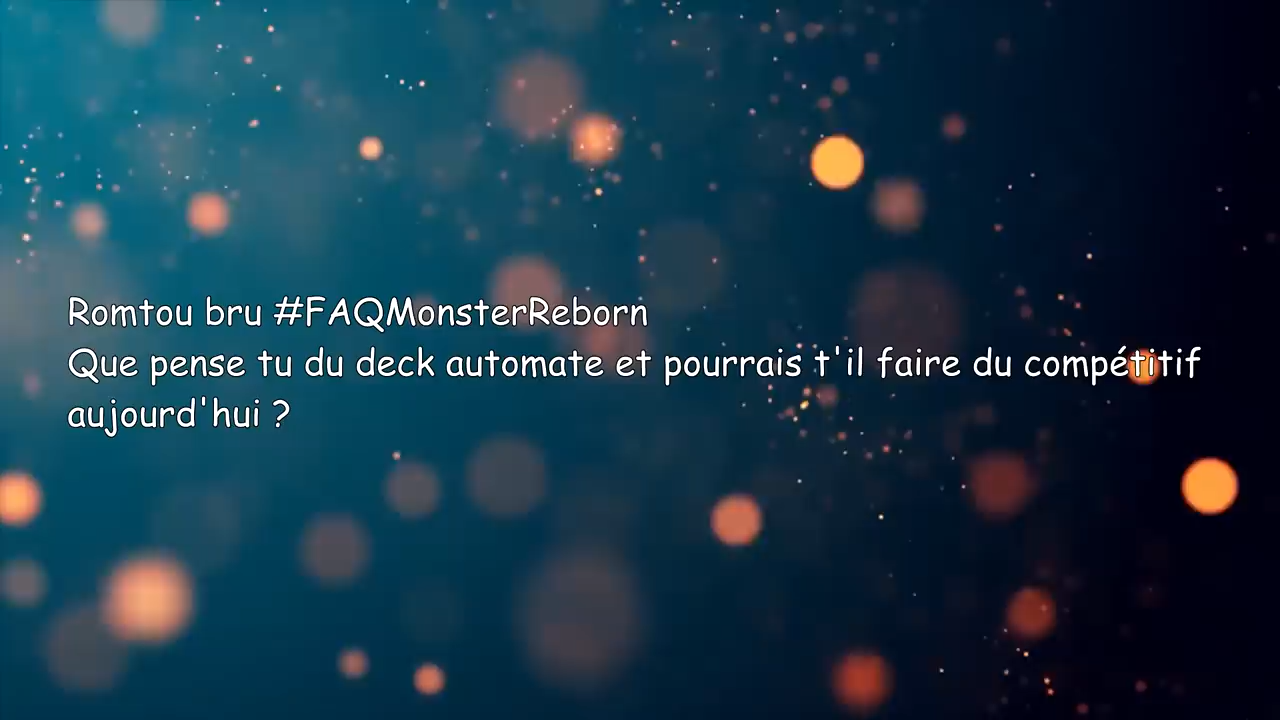 Romtou bru #FAQMonsterReborn
Que pense tu du deck automate et pourrais t'il faire du compétitif
aujourd'hui ?